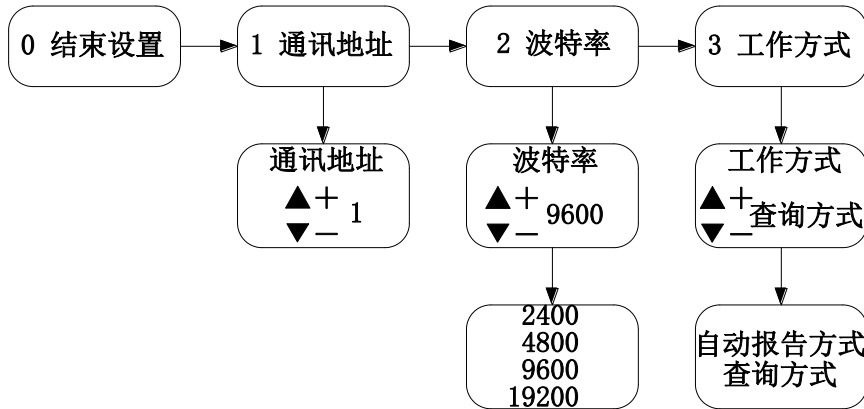 0 结束设置
1 通讯地址
2 波特率
3 工作方式
通讯地址
▲+
1
▼−
波特率
▲+
9600
▼−
工作方式
▲+
查询方式
▼−
2400
4800
9600
19200
自动报告方式
查询方式